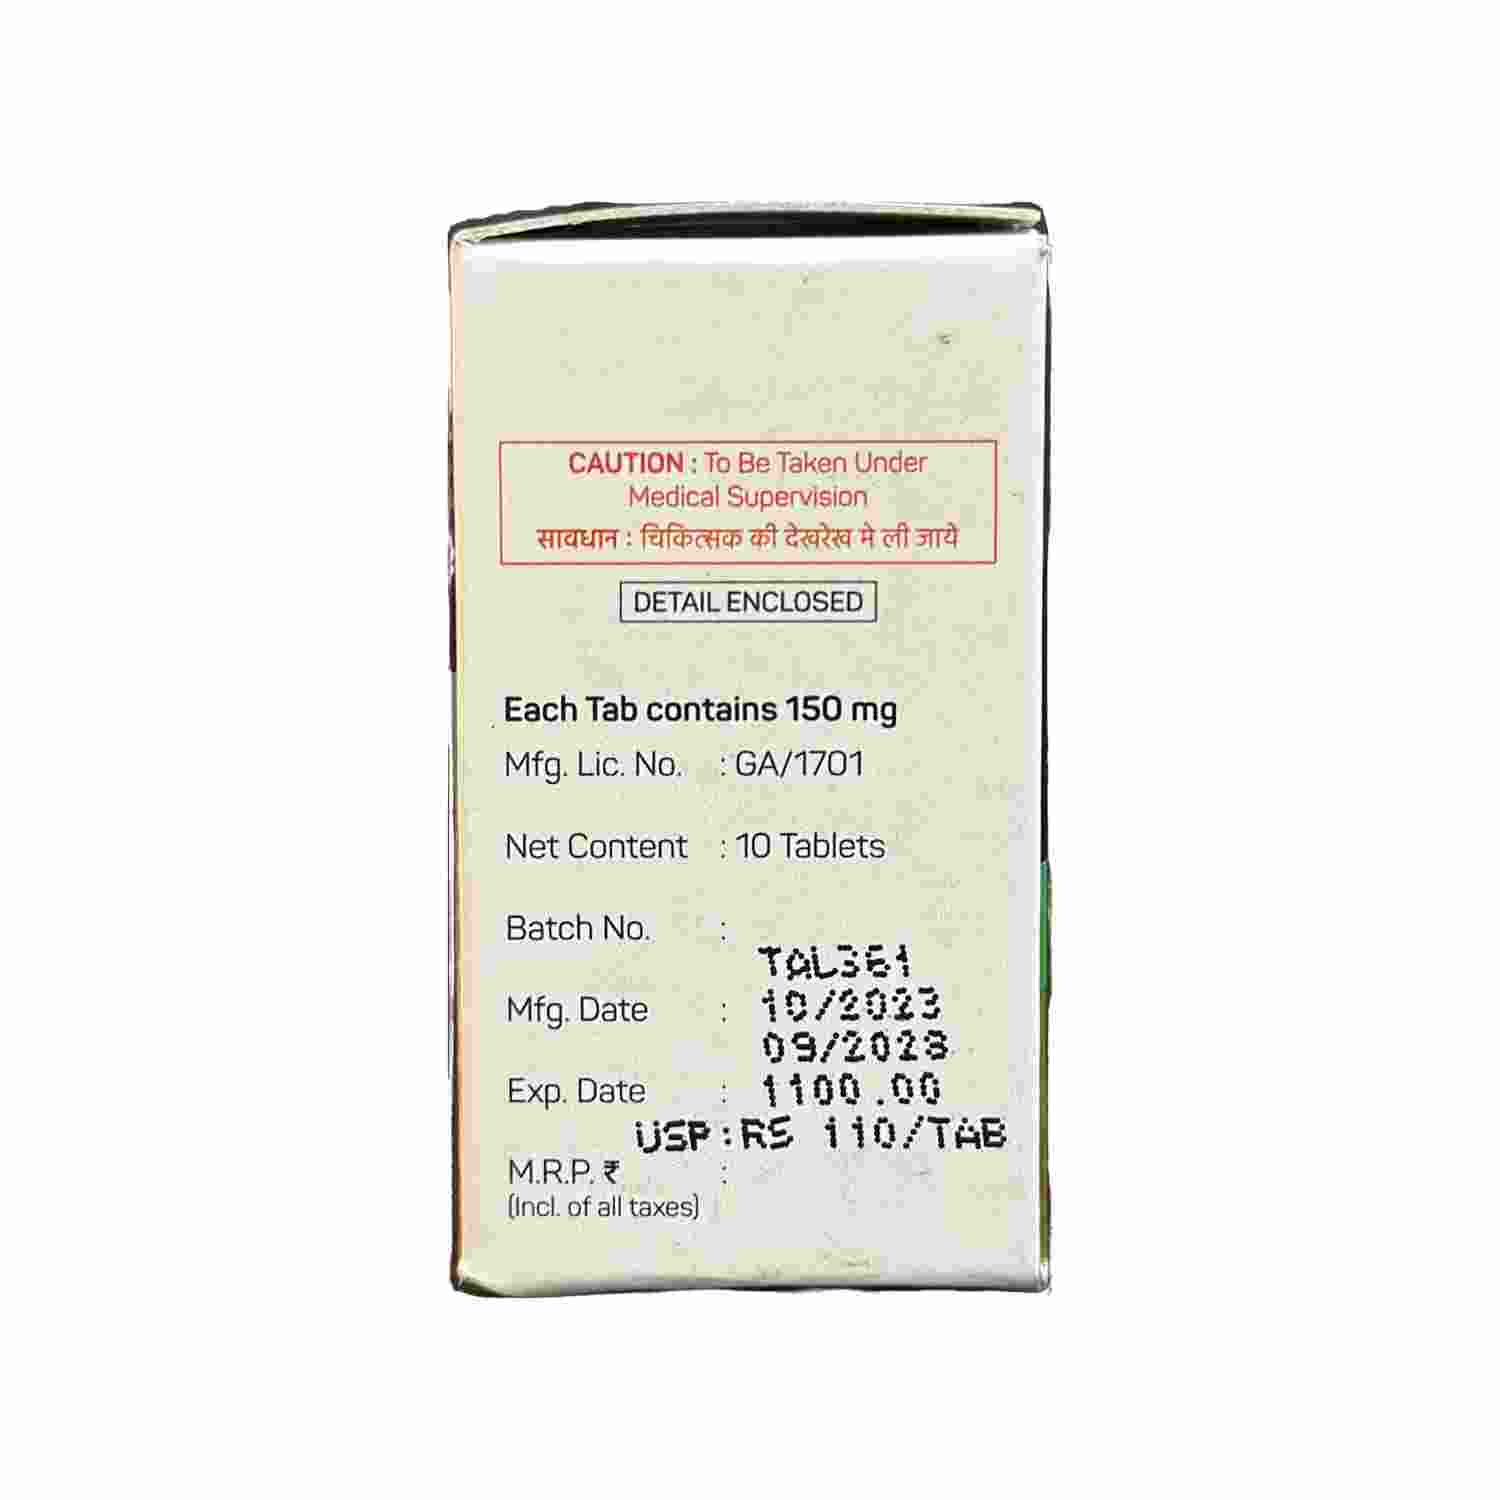 CAUTION : To Be Taken Under
Medical Supervision
सावधान : चिकित्सक की देखरेख मे ली जाये
DETAIL ENCLOSED
Each Tab contains 150 mg
Mfg. Lic. No. : GA/1701
Net Content : 10 Tablets
Batch No. :
TAL361
Mfg. Date : 10/2023
09/2028
Exp. Date : 1100.00
USP:RS 110/TAB
M.R.P. ₹ :
(Incl. of all taxes)